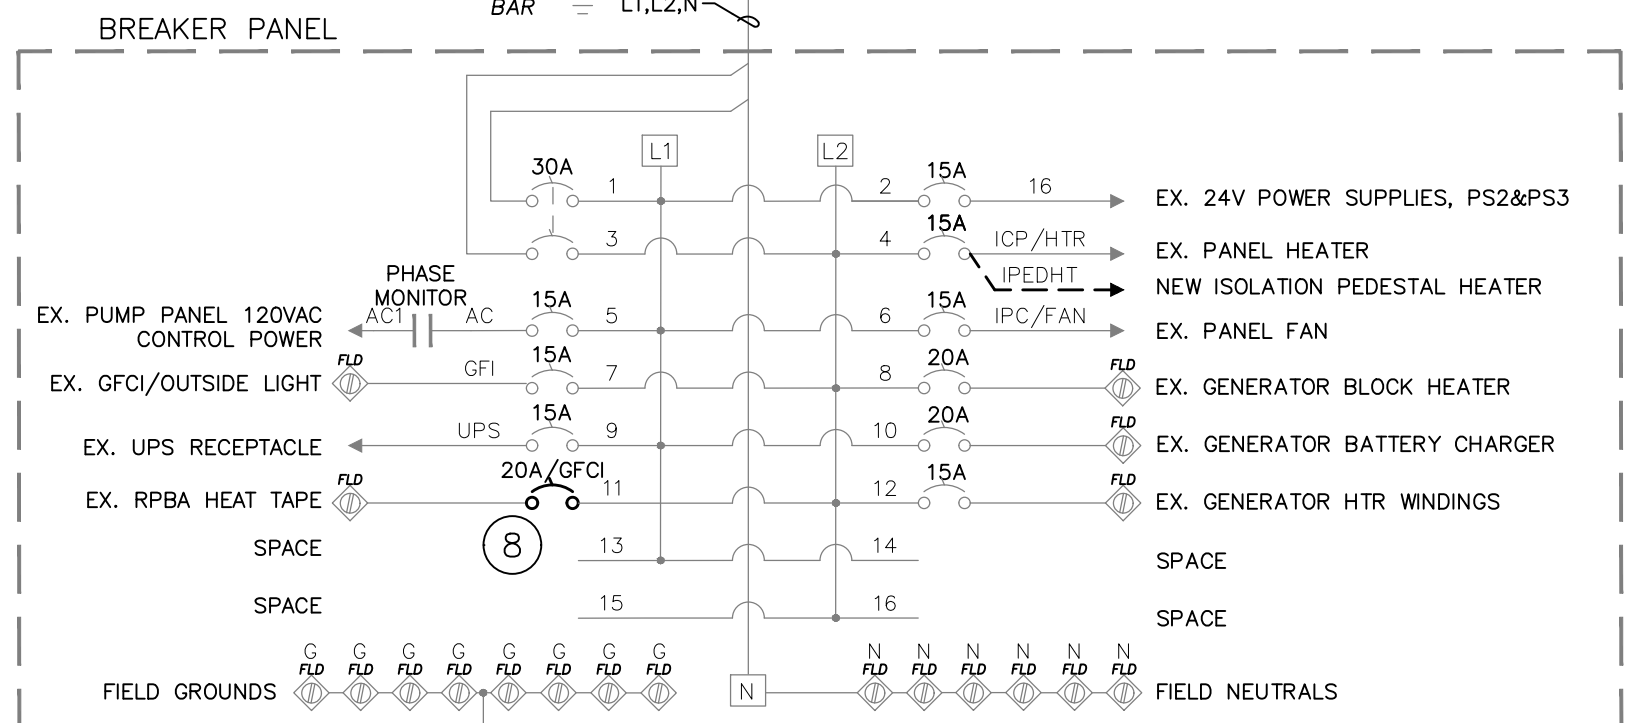 BAR L1,L2,N
BREAKER PANEL
L1 L2
30A 1 2 15A 16 EX. 24V POWER SUPPLIES, PS2&PS3
3 4 15A ICP/HTR EX. PANEL HEATER
IPEDHT NEW ISOLATION PEDESTAL HEATER
PHASE
MONITOR
EX. PUMP PANEL 120VAC AC1 AC 15A 5 6 15A IPC/FAN EX. PANEL FAN
CONTROL POWER
EX. GFCI/OUTSIDE LIGHT FLD GFI 15A 7 8 20A FLD EX. GENERATOR BLOCK HEATER
EX. UPS RECEPTACLE UPS 15A 9 10 20A FLD EX. GENERATOR BATTERY CHARGER
EX. RPBA HEAT TAPE FLD 20A/GFCI 11 12 15A FLD EX. GENERATOR HTR WINDINGS
8
SPACE 13 14 SPACE
SPACE 15 16 SPACE
G G G G G G G G N N N N N N
FLD FLD FLD FLD FLD FLD FLD FLD FLD FLD FLD FLD FLD FLD
FIELD GROUNDS N FIELD NEUTRALS